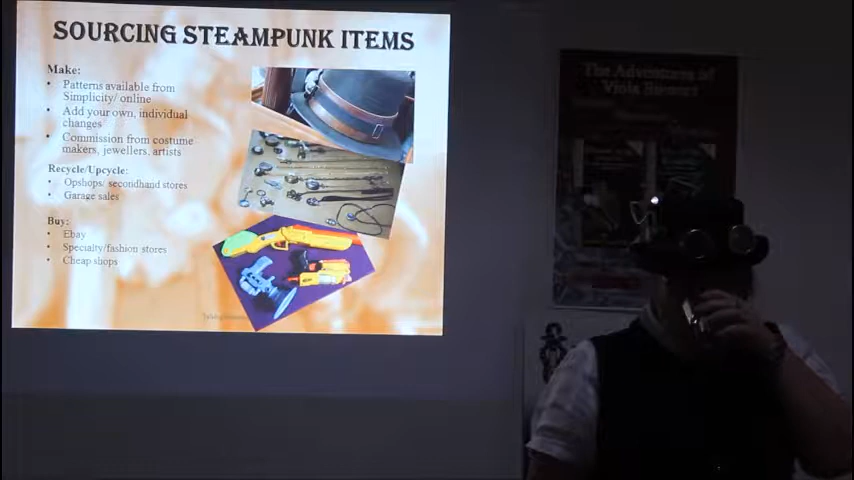 SOURCING STEAMPUNK ITEMS
Make:
• Patterns available from
Simplicity/ online
• Add your own, individual
changes
• Commission from costume
makers, jewellers, artists
Recycle/Upcycle:
• Opshops/ secondhand stores
• Garage sales
Buy:
• Ebay
• Specialty/fashion stores
• Cheap shops
The Adventures of
Viola Stewart